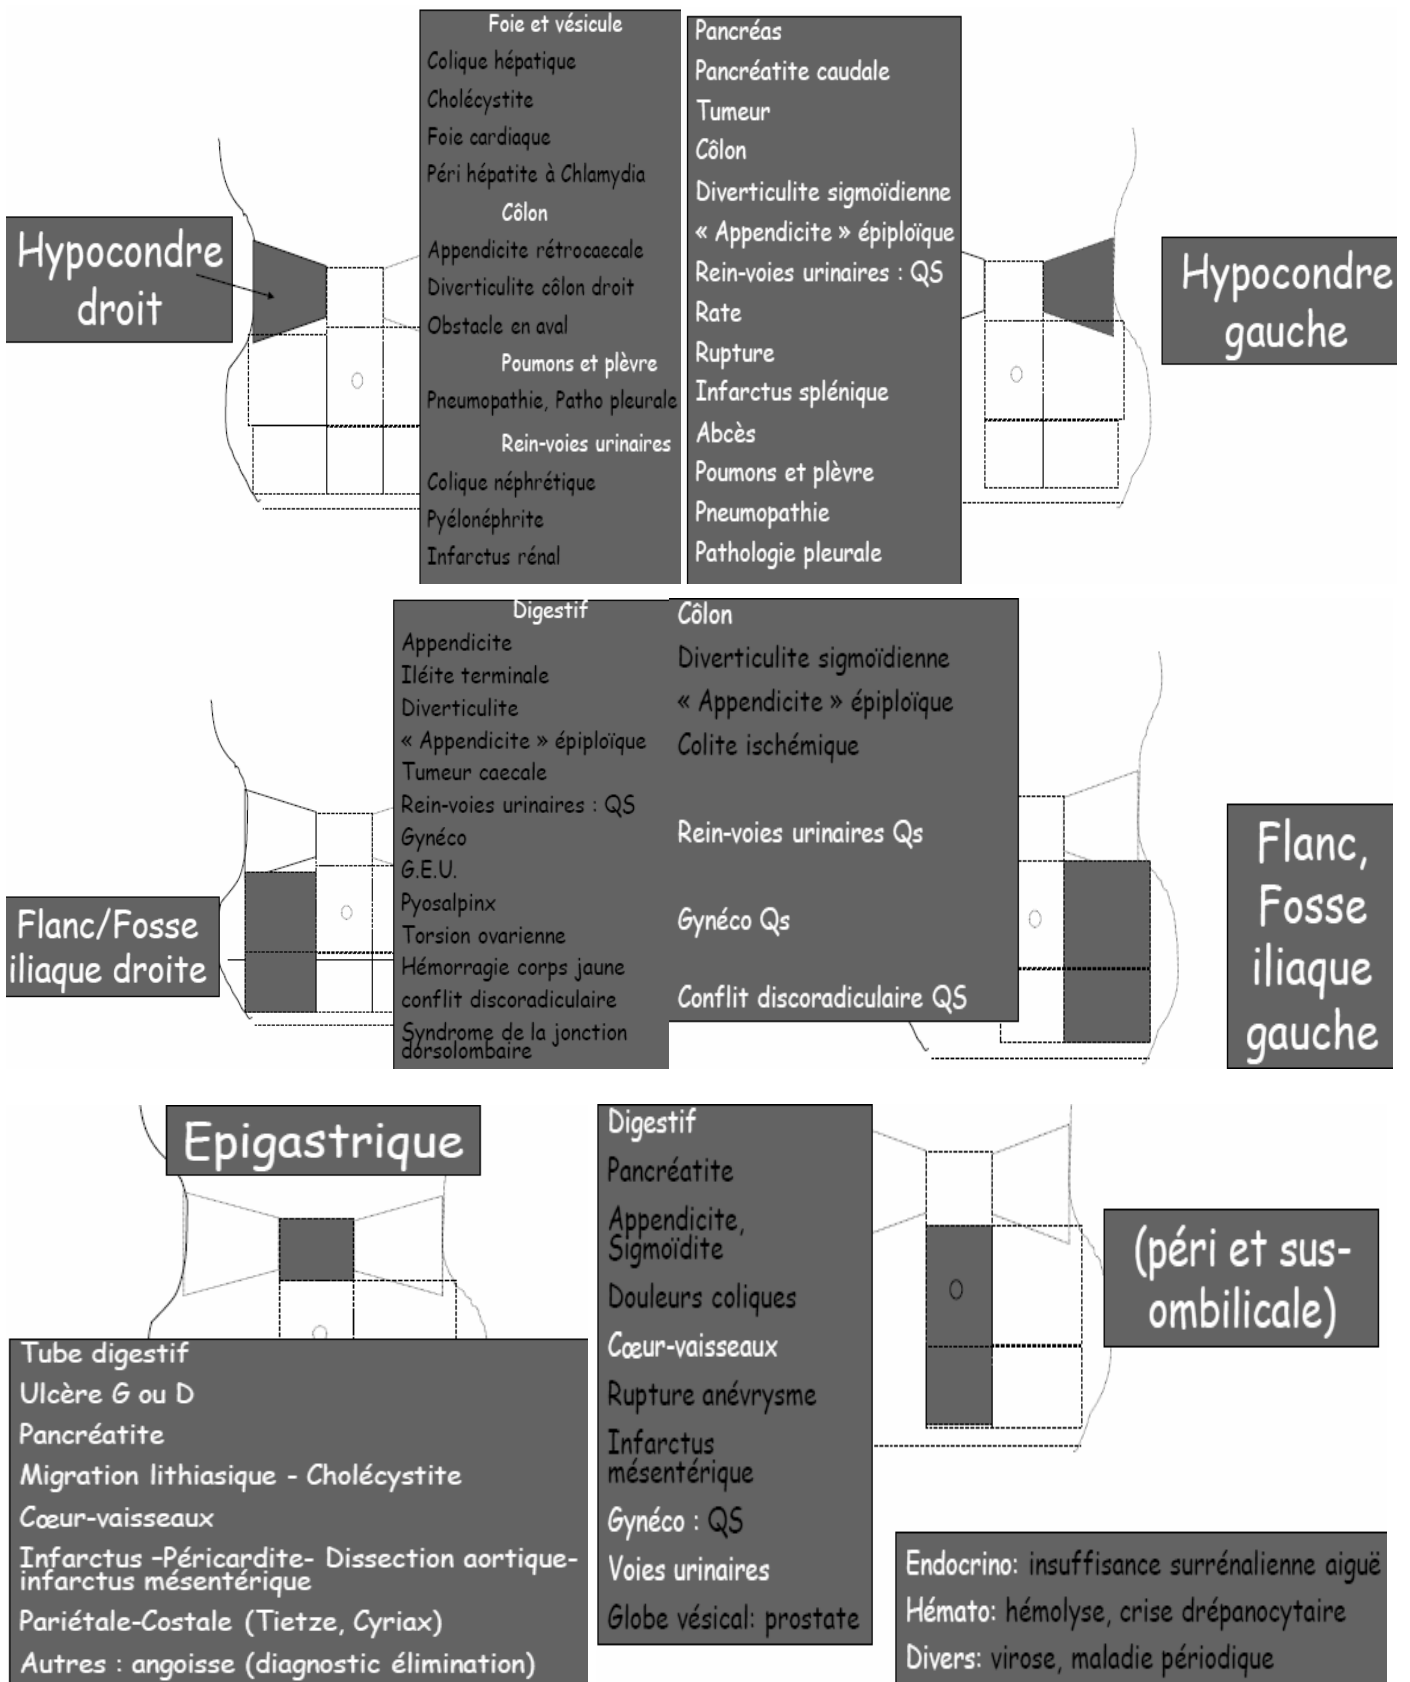 Hypocondre
droit
Foie et vésicule
Colique hépatique
Cholécystite
Foie cardiaque
Péri hépatite à Chlamydia
Côlon
Appendicite rétrocaecale
Diverticulite côlon droit
Obstacle en aval
Poumons et plèvre
Pneumopathie, Patho pleurale
Rein-voies urinaires
Colique néphrétique
Pyélonéphrite
Infarctus rénal
Pancréas
Pancréatite caudale
Tumeur
Côlon
Diverticulite sigmoïdienne
« Appendicite » épiploïque
Rein-voies urinaires : QS
Rate
Rupture
Infarctus splénique
Abcès
Poumons et plèvre
Pneumopathie
Pathologie pleurale
Hypocondre
gauche
Flanc/Fosse
iliaque droite
Digestif
Appendicite
Iléite terminale
Diverticulite
« Appendicite » épiploïque
Tumeur caecale
Rein-voies urinaires : QS
Gynéco
G.E.U.
Pyosalpinx
Torsion ovarienne
Hémorragie corps jaune
conflit discoradiculaire
Syndrome de la jonction
dorsolombaire
Côlon
Diverticulite sigmoïdienne
« Appendicite » épiploïque
Colite ischémique
Rein-voies urinaires Qs
Gynéco Qs
Conflit discoradiculaire QS
Flanc,
Fosse
iliaque
gauche
Epigastrique
Tube digestif
Ulcère G ou D
Pancréatite
Migration lithiasique - Cholécystite
Cœur-vaisseaux
Infarctus –Péricardite- Dissection aortique-
infarctus mésentérique
Pariétale-Costale (Tietze, Cyriax)
Autres : angoisse (diagnostic élimination)
Digestif
Pancréatite
Appendicite,
Sigmoïdite
Douleurs coliques
Cœur-vaisseaux
Rupture anévrysme
Infarctus
mésentérique
Gynéco : QS
Voies urinaires
Globe vésical: prostate
(péri et sus-
ombilicale)
Endocrino: insuffisance surrénalienne aiguë
Hémato: hémolyse, crise drépanocytaire
Divers: virose, maladie périodique